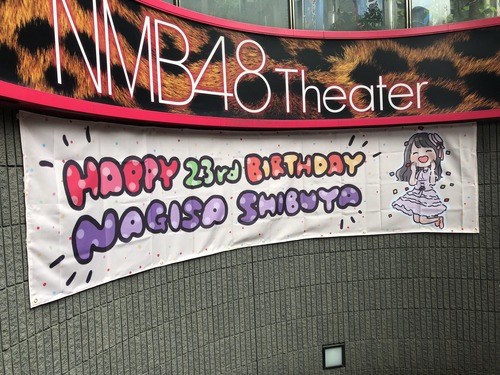 NMB48 Theater
HAPPY 23rd BIRTHDAY
NAGISA SHIBUYA